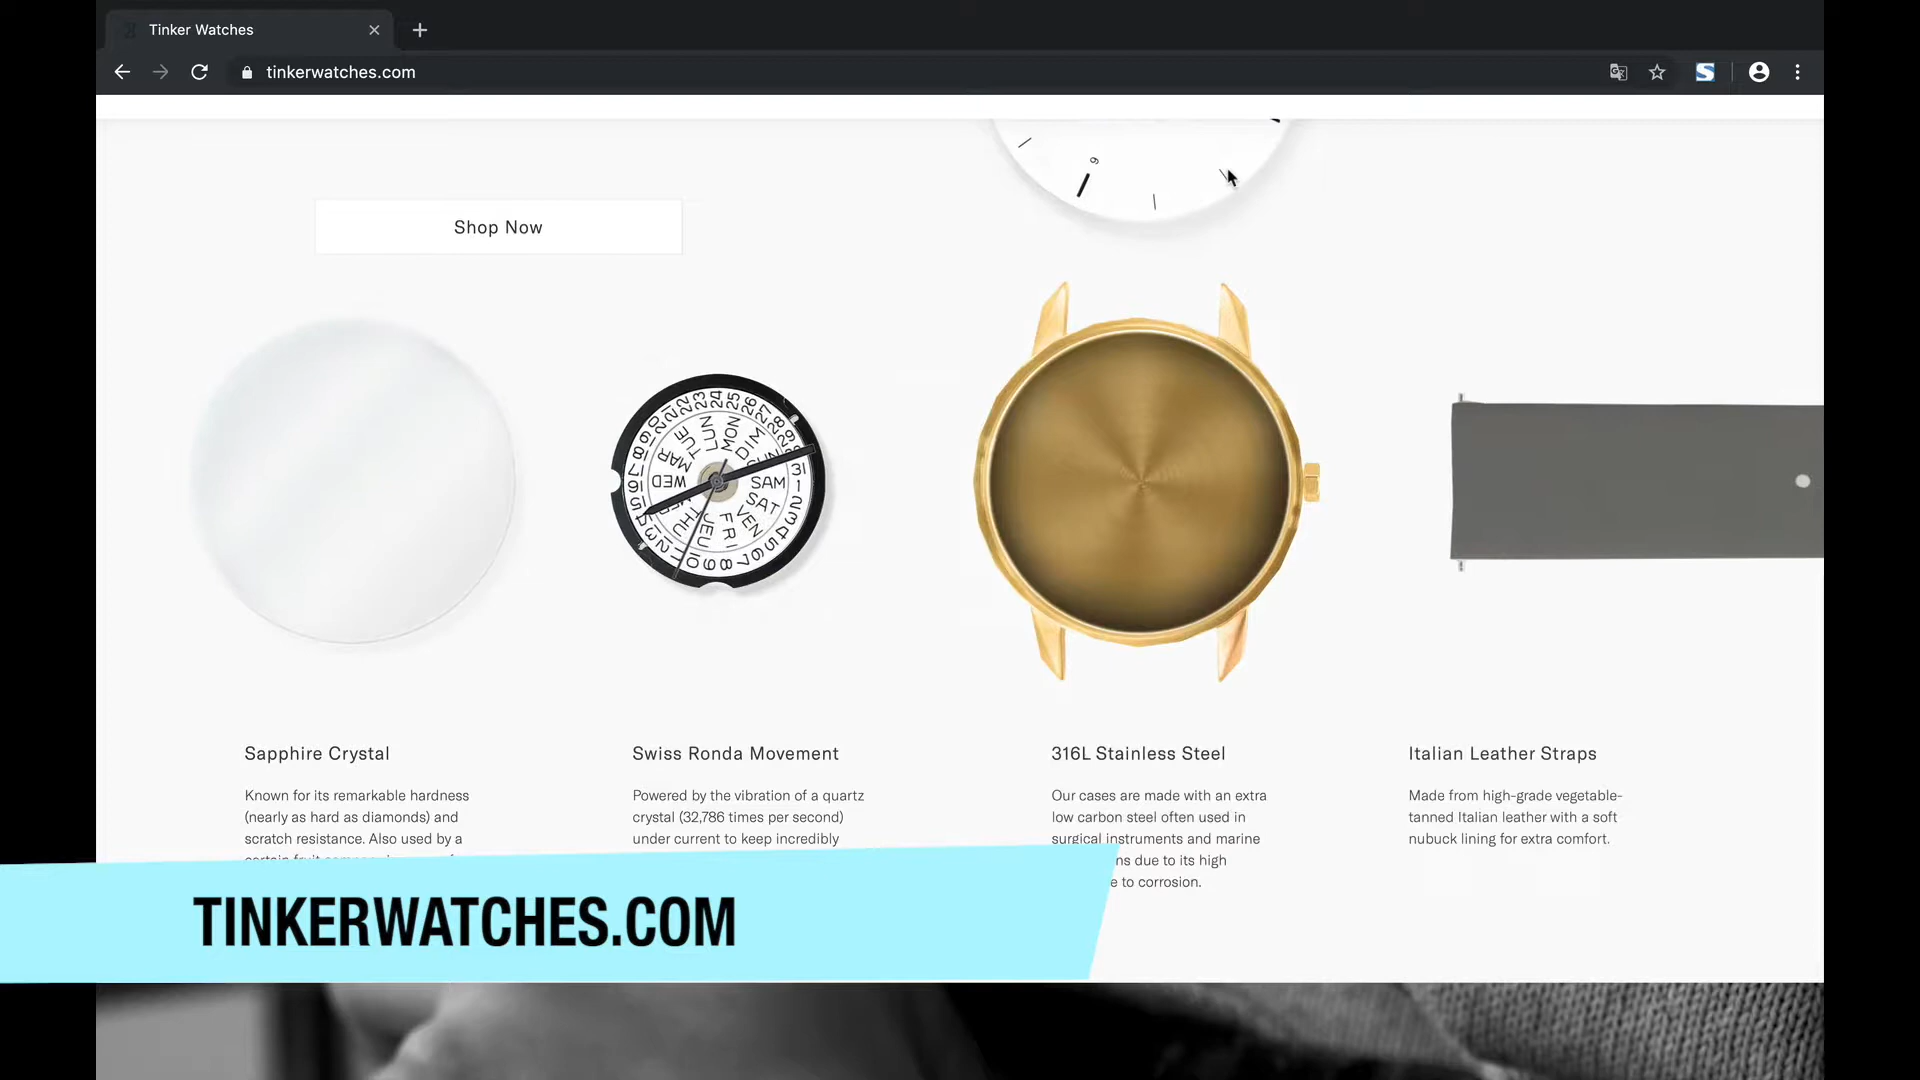 Tinker Watches
tinkerwatches.com
Shop Now
Sapphire Crystal
Known for its remarkable hardness
(nearly as hard as diamonds) and
scratch resistance. Also used by a
Swiss Ronda Movement
Powered by the vibration of a quartz
crystal (32,786 times per second)
under current to keep incredibly
316L Stainless Steel
Our cases are made with an extra
low carbon steel often used in
surgical instruments and marine
due to its high
to corrosion.
Italian Leather Straps
Made from high-grade vegetable-
tanned Italian leather with a soft
nubuck lining for extra comfort.
TINKERWATCHES.COM